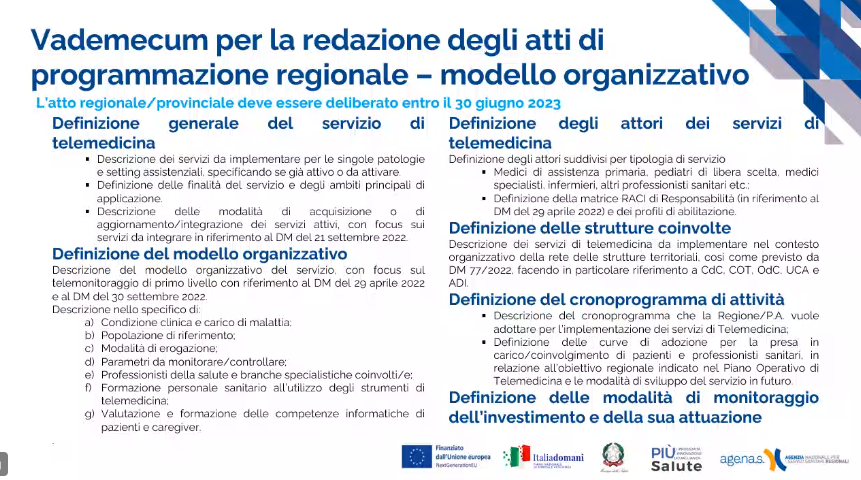 Vademecum per la redazione degli atti di
programmazione regionale – modello organizzativo
L'atto regionale/provinciale deve essere deliberato entro il 30 giugno 2023
Definizione generale del servizio di
telemedicina
▪ Descrizione dei servizi da implementare per le singole patologie
e setting assistenziali, specificando se già attivo o da attivare.
▪ Definizione delle finalità del servizio e degli ambiti principali di
applicazione.
▪ Descrizione delle modalità di acquisizione o di
aggiornamento/integrazione dei servizi attivi, con focus sui
servizi da integrare in riferimento al DM del 21 settembre 2022.
Definizione del modello organizzativo
Descrizione del modello organizzativo del servizio, con focus sul
telemonitoraggio di primo livello con riferimento al DM del 29 aprile 2022
e al DM del 30 settembre 2022.
Descrizione nello specifico di:
a) Condizione clinica e carico di malattia;
b) Popolazione di riferimento;
c) Modalità di erogazione;
d) Parametri da monitorare/controllare;
e) Professionisti della salute e branche specialistiche coinvolti/e;
f) Formazione personale sanitario all'utilizzo degli strumenti di
telemedicina;
g) Valutazione e formazione delle competenze informatiche di
pazienti e caregiver.
Definizione degli attori dei servizi di
telemedicina
Definizione degli attori suddivisi per tipologia di servizio
▪ Medici di assistenza primaria, pediatri di libera scelta, medici
specialisti, infermieri, altri professionisti sanitari etc.;
▪ Definizione della matrice RACI di Responsabilità (in riferimento al
DM del 29 aprile 2022) e dei profili di abilitazione.
Definizione delle strutture coinvolte
Descrizione dei servizi di telemedicina da implementare nel contesto
organizzativo della rete delle strutture territoriali, così come previsto da
DM 77/2022, facendo in particolare riferimento a CdC, COT, OdC, UCA e
ADI.
Definizione del cronoprogramma di attività
▪ Descrizione del cronoprogramma che la Regione/P.A. vuole
adottare per l'implementazione dei servizi di Telemedicina;
▪ Definizione delle curve di adozione per la presa in
carico/coinvolgimento di pazienti e professionisti sanitari, in
relazione all'obiettivo regionale indicato nel Piano Operativo di
Telemedicina e le modalità di sviluppo del servizio in futuro.
Definizione delle modalità di monitoraggio
dell'investimento e della sua attuazione
Finanziato
dall'Unione europea
NextGenerationEU
Italiadomani
PIÙ
Salute
agenas.
AGENZIA NAZIONALE PER
I SERVIZI SANITARI REGIONALI